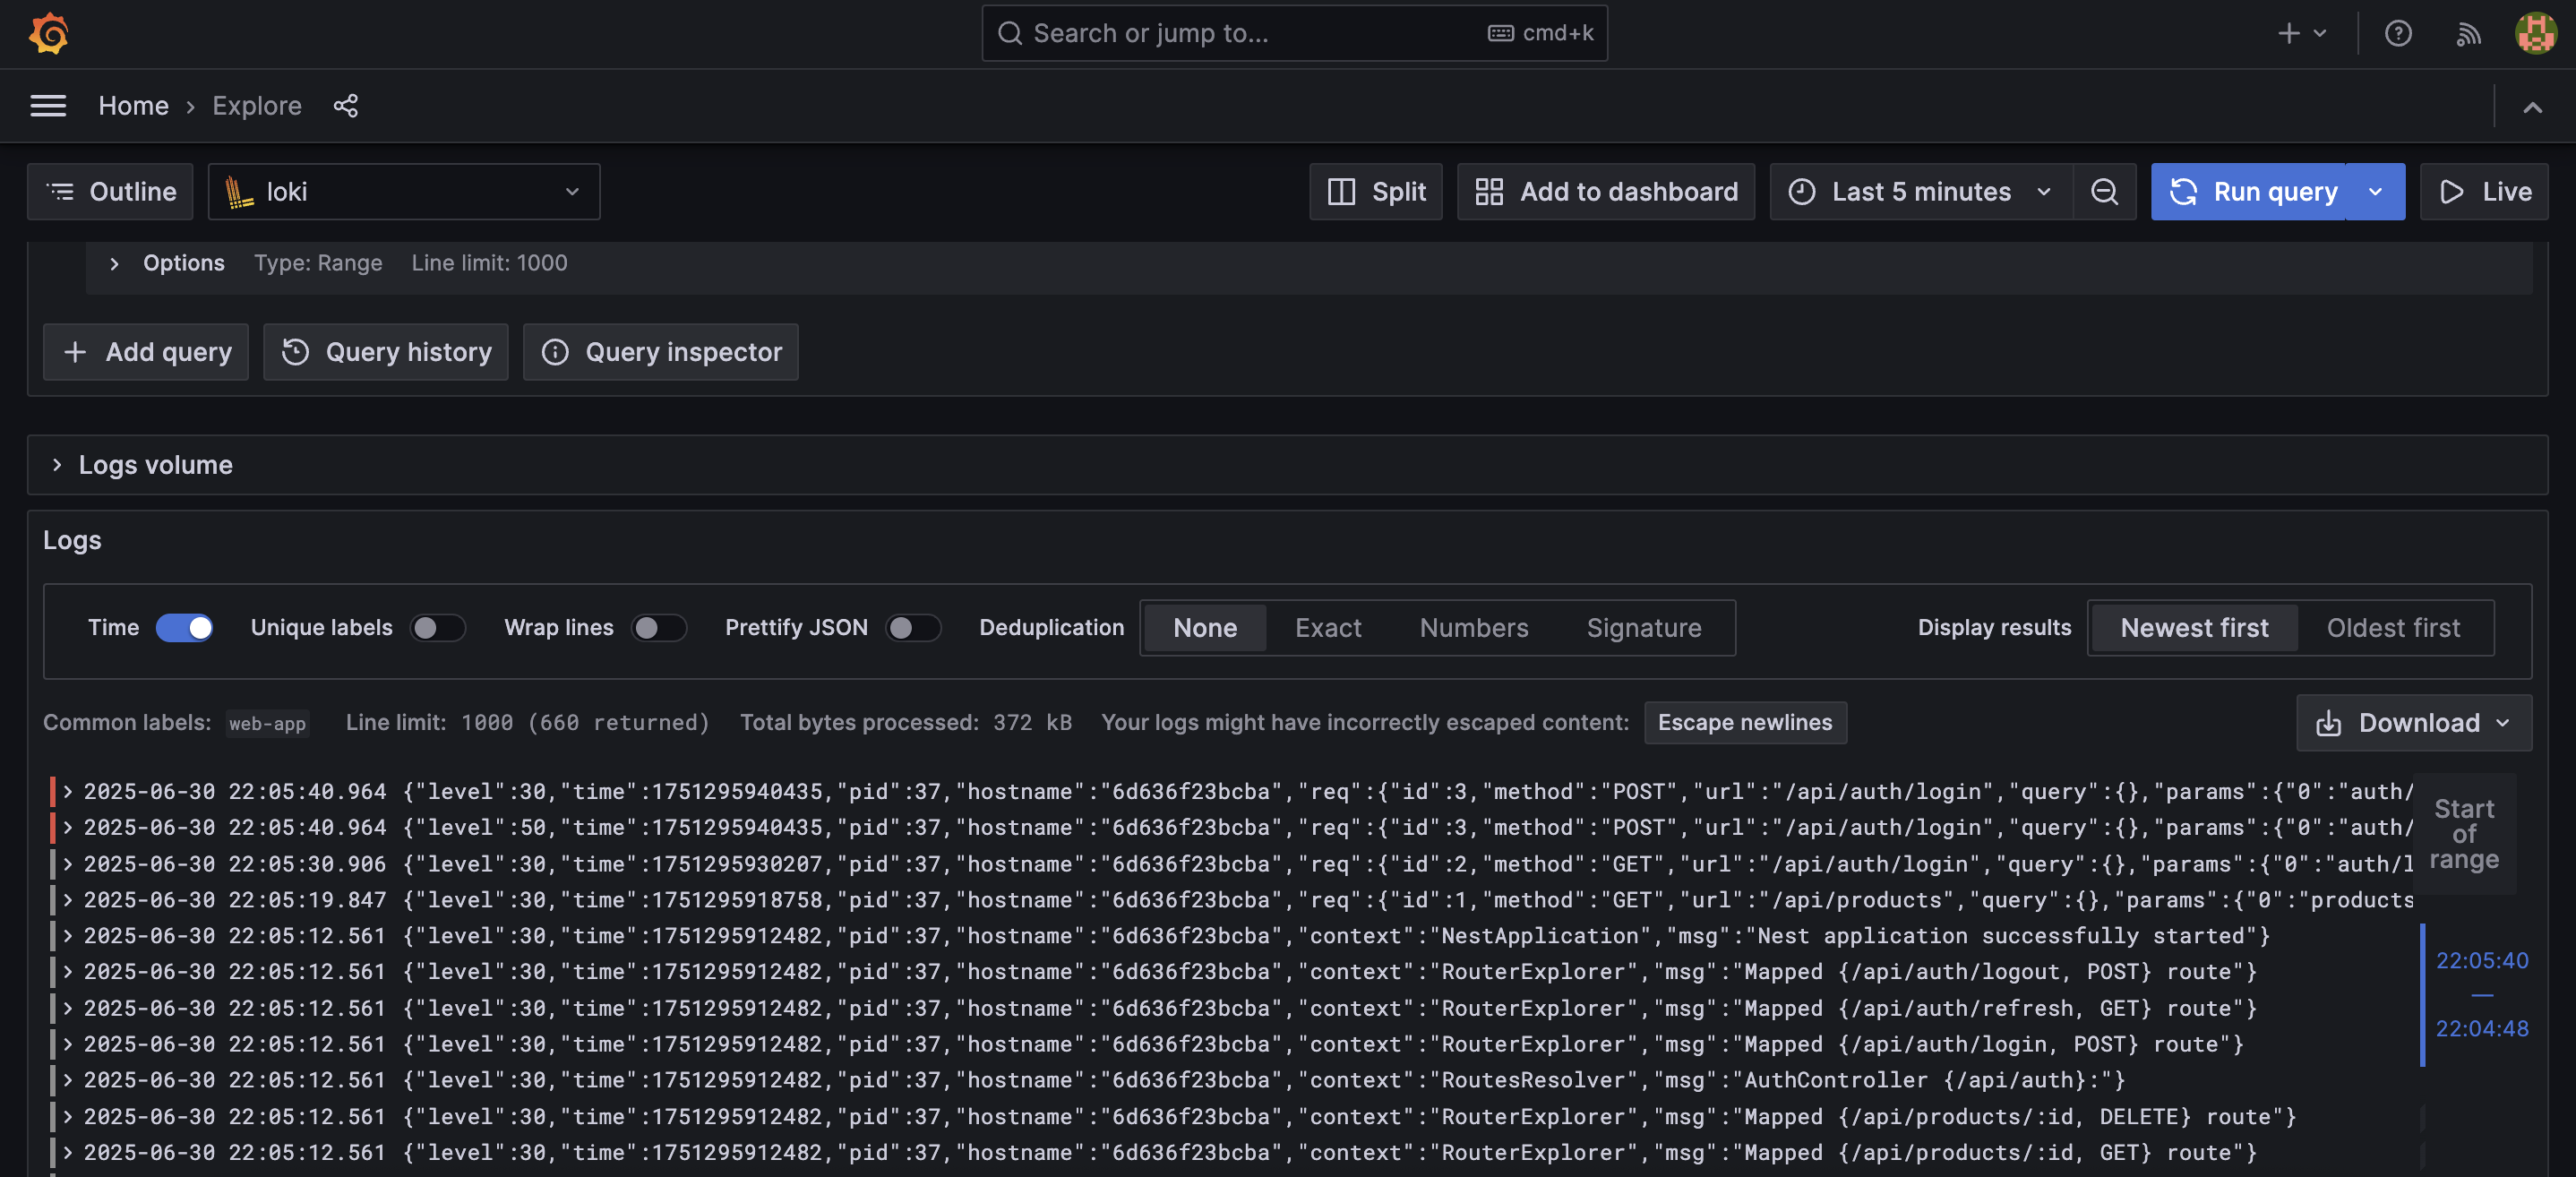 Search or jump to... cmd+k
Home › Explore
Outline loki Split Add to dashboard Last 5 minutes Run query Live
Options Type: Range Line limit: 1000
Add query Query history Query inspector
Logs volume
Logs
Time Unique labels Wrap lines Prettify JSON Deduplication None Exact Numbers Signature Display results Newest first Oldest first
Common labels: web-app Line limit: 1000 (660 returned) Total bytes processed: 372 kB Your logs might have incorrectly escaped content: Escape newlines Download
2025-06-30 22:05:40.964 {"level":30,"time":1751295940435,"pid":37,"hostname":"6d636f23bcba","req":{"id":3,"method":"POST","url":"/api/auth/login","query":{},"params":{"0":"auth/
2025-06-30 22:05:40.964 {"level":50,"time":1751295940435,"pid":37,"hostname":"6d636f23bcba","req":{"id":3,"method":"POST","url":"/api/auth/login","query":{},"params":{"0":"auth/
2025-06-30 22:05:30.906 {"level":30,"time":1751295930207,"pid":37,"hostname":"6d636f23bcba","req":{"id":2,"method":"GET","url":"/api/auth/login","query":{},"params":{"0":"auth/l
2025-06-30 22:05:19.847 {"level":30,"time":1751295918758,"pid":37,"hostname":"6d636f23bcba","req":{"id":1,"method":"GET","url":"/api/products","query":{},"params":{"0":"products
2025-06-30 22:05:12.561 {"level":30,"time":1751295912482,"pid":37,"hostname":"6d636f23bcba","context":"NestApplication","msg":"Nest application successfully started"}
2025-06-30 22:05:12.561 {"level":30,"time":1751295912482,"pid":37,"hostname":"6d636f23bcba","context":"RouterExplorer","msg":"Mapped {/api/auth/logout, POST} route"}
2025-06-30 22:05:12.561 {"level":30,"time":1751295912482,"pid":37,"hostname":"6d636f23bcba","context":"RouterExplorer","msg":"Mapped {/api/auth/refresh, GET} route"}
2025-06-30 22:05:12.561 {"level":30,"time":1751295912482,"pid":37,"hostname":"6d636f23bcba","context":"RouterExplorer","msg":"Mapped {/api/auth/login, POST} route"}
2025-06-30 22:05:12.561 {"level":30,"time":1751295912482,"pid":37,"hostname":"6d636f23bcba","context":"RoutesResolver","msg":"AuthController {/api/auth}:"}
2025-06-30 22:05:12.561 {"level":30,"time":1751295912482,"pid":37,"hostname":"6d636f23bcba","context":"RouterExplorer","msg":"Mapped {/api/products/:id, DELETE} route"}
2025-06-30 22:05:12.561 {"level":30,"time":1751295912482,"pid":37,"hostname":"6d636f23bcba","context":"RouterExplorer","msg":"Mapped {/api/products/:id, GET} route"}
Start
of
range
22:05:40
—
22:04:48